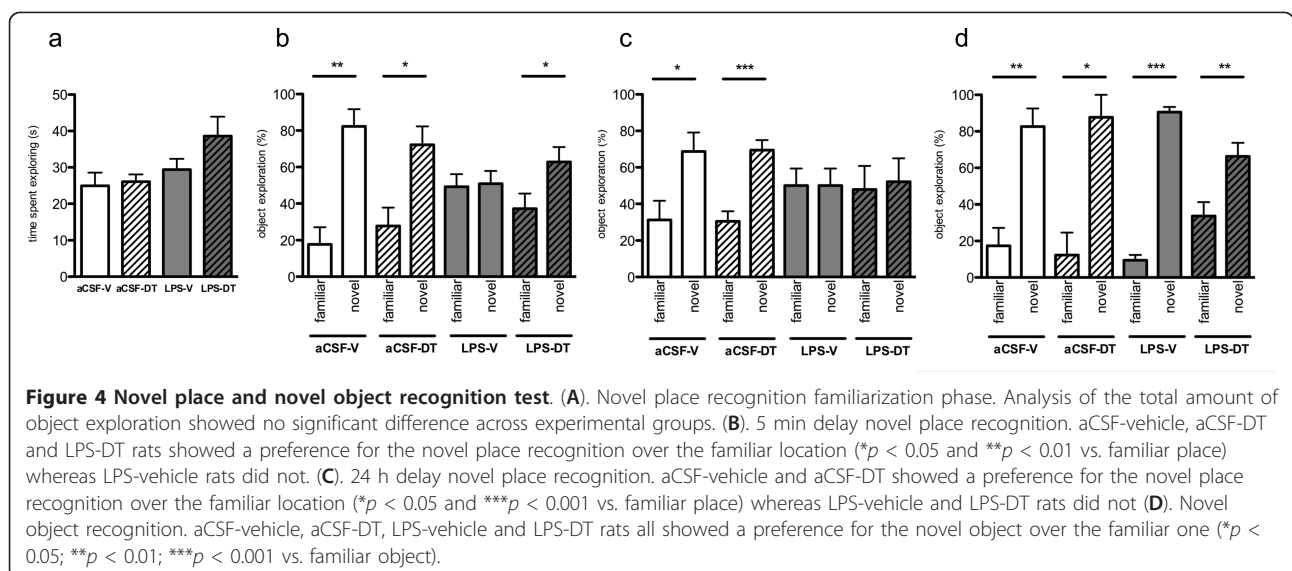 a
b
c
d
** * *
* ***
** * *** **
time spent exploring (s)
50
40
30
20
10
0
aCSF-V aCSF-DT LPS-V LPS-DT
object exploration (%)
100
80
60
40
20
0
familiar novel familiar novel familiar novel familiar novel
aCSF-V aCSF-DT LPS-V LPS-DT
object exploration (%)
100
80
60
40
20
0
familiar novel familiar novel familiar novel familiar novel
aCSF-V aCSF-DT LPS-V LPS-DT
object exploration (%)
100
80
60
40
20
0
familiar novel familiar novel familiar novel familiar novel
aCSF-V aCSF-DT LPS-V LPS-DT
Figure 4 Novel place and novel object recognition test. (A). Novel place recognition familiarization phase. Analysis of the total amount of
object exploration showed no significant difference across experimental groups. (B). 5 min delay novel place recognition. aCSF-vehicle, aCSF-DT
and LPS-DT rats showed a preference for the novel place recognition over the familiar location (*p < 0.05 and **p < 0.01 vs. familiar place)
whereas LPS-vehicle rats did not. (C). 24 h delay novel place recognition. aCSF-vehicle and aCSF-DT showed a preference for the novel place
recognition over the familiar location (*p < 0.05 and ***p < 0.001 vs. familiar place) whereas LPS-vehicle and LPS-DT rats did not (D). Novel
object recognition. aCSF-vehicle, aCSF-DT, LPS-vehicle and LPS-DT rats all showed a preference for the novel object over the familiar one (*p <
0.05; **p < 0.01; ***p < 0.001 vs. familiar object).